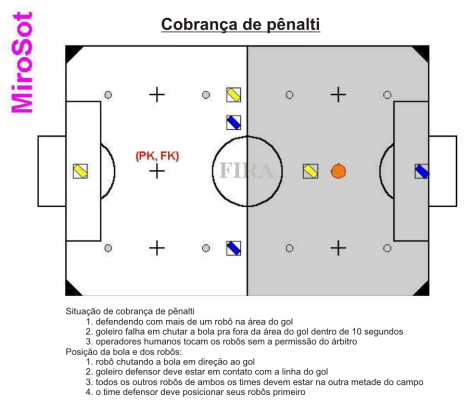 Cobrança de pênalti
MiroSot
(PK, FK)
FIRA
Situação de cobrança de pênalti
1. defendendo com mais de um robô na área do gol
2. goleiro falha em chutar a bola pra fora da área do gol dentro de 10 segundos
3. operadores humanos tocam os robôs sem a permissão do árbitro
Posição da bola e dos robôs:
1. robô chutando a bola em direção ao gol
2. goleiro defensor deve estar em contato com a linha do gol
3. todos os outros robôs de ambos os times devem estar na outra metade do campo
4. o time defensor deve posicionar seus robôs primeiro